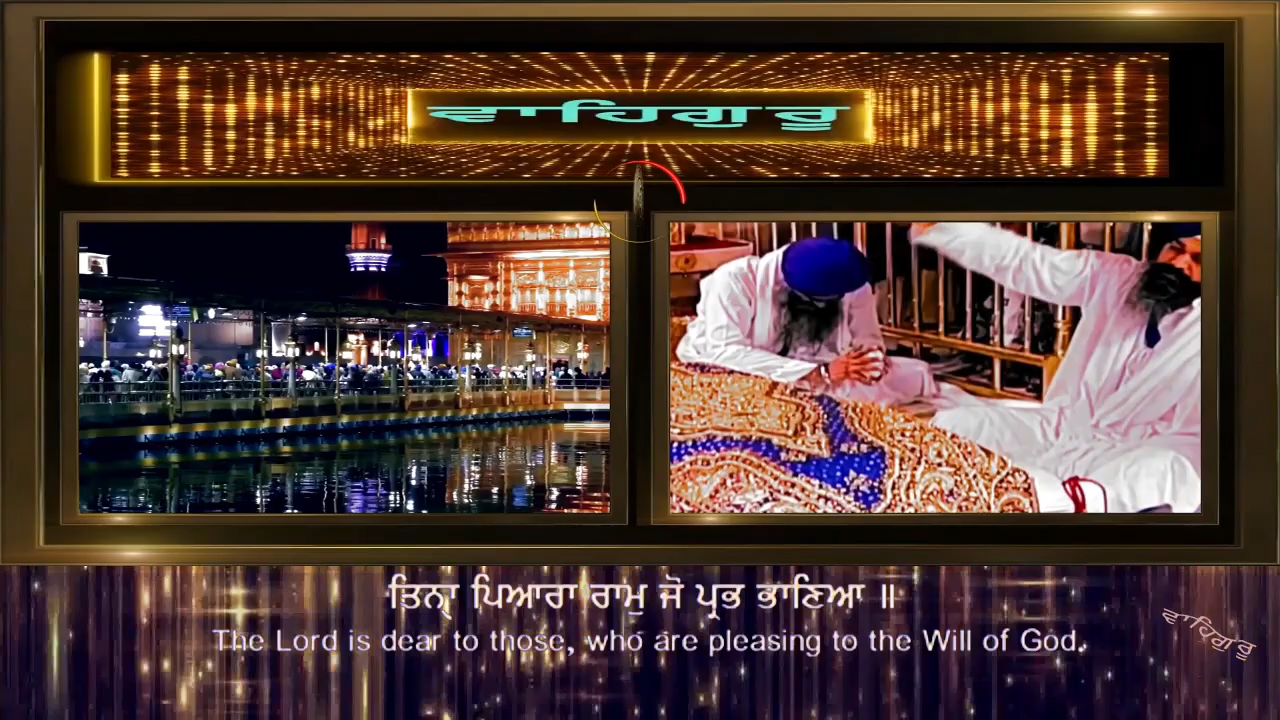 ਵਾਹਿਗੁਰੂ
ਤਿਨ੍ਹਾ ਪਿਆਰਾ ਰਾਮੁ ਜੋ ਪ੍ਰਭ ਭਾਣਿਆ ॥
The Lord is dear to those, who are pleasing to the Will of God.
ਵਾਹਿਗੁਰੂ